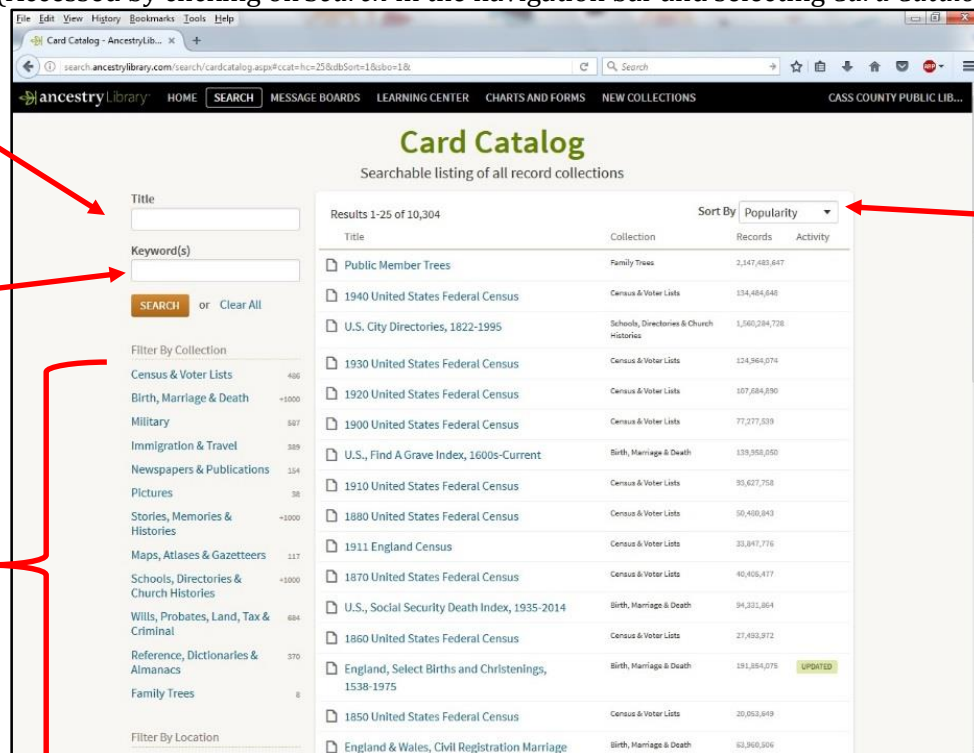 (Accessed by clicking on Search in the navigation bar and selecting Card Catalo
File Edit View History Bookmarks Tools Help
Card Catalog - AncestryLib... × +
search.ancestrylibrary.com/search/cardcatalog.aspx#ccat=hc=25&dbSort=1&sbo=1&
Search
ABP
ancestryLibrary HOME SEARCH MESSAGE BOARDS LEARNING CENTER CHARTS AND FORMS NEW COLLECTIONS CASS COUNTY PUBLIC LIB...
Card Catalog
Searchable listing of all record collections
Title
Keyword(s)
SEARCH or Clear All
Filter By Collection
Census & Voter Lists 486
Birth, Marriage & Death +1000
Military 587
Immigration & Travel 389
Newspapers & Publications 154
Pictures 38
Stories, Memories & +1000
Histories
Maps, Atlases & Gazetteers 117
Schools, Directories & +1000
Church Histories
Wills, Probates, Land, Tax & 684
Criminal
Reference, Dictionaries & 370
Almanacs
Family Trees 8
Filter By Location
Results 1-25 of 10,304
Sort By Popularity
Title Collection Records Activity
Public Member Trees Family Trees 2,147,483,647
1940 United States Federal Census Census & Voter Lists 134,484,648
U.S. City Directories, 1822-1995 Schools, Directories & Church 1,560,284,728
Histories
1930 United States Federal Census Census & Voter Lists 124,964,074
1920 United States Federal Census Census & Voter Lists 107,684,890
1900 United States Federal Census Census & Voter Lists 77,277,539
U.S., Find A Grave Index, 1600s-Current Birth, Marriage & Death 139,958,050
1910 United States Federal Census Census & Voter Lists 93,627,758
1880 United States Federal Census Census & Voter Lists 50,480,843
1911 England Census Census & Voter Lists 33,847,776
1870 United States Federal Census Census & Voter Lists 40,405,477
U.S., Social Security Death Index, 1935-2014 Birth, Marriage & Death 94,331,864
1860 United States Federal Census Census & Voter Lists 27,493,972
England, Select Births and Christenings, Birth, Marriage & Death 191,854,075 UPDATED
1538-1975
1850 United States Federal Census Census & Voter Lists 20,053,649
England & Wales, Civil Registration Marriage Birth, Marriage & Death 63,960,506